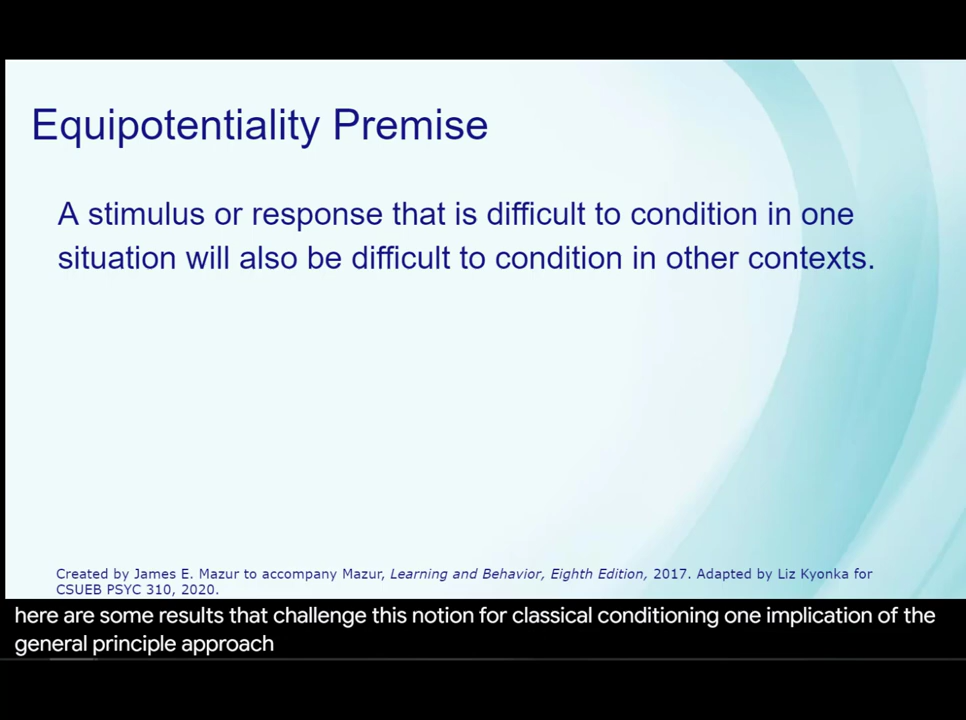 Equipotentiality Premise
A stimulus or response that is difficult to condition in one
situation will also be difficult to condition in other contexts.
Created by James E. Mazur to accompany Mazur, Learning and Behavior, Eighth Edition, 2017. Adapted by Liz Kyonka for
CSUEB PSYC 310, 2020.
here are some results that challenge this notion for classical conditioning one implication of the
general principle approach